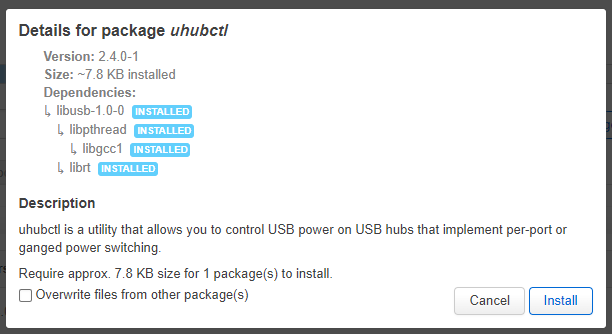 Details for package uhubctl
Version: 2.4.0-1
Size: ~7.8 KB installed
Dependencies:
↳ libusb-1.0-0 INSTALLED
↳ libpthread INSTALLED
↳ libgcc1 INSTALLED
↳ librt INSTALLED
Description
uhubctl is a utility that allows you to control USB power on USB hubs that implement per-port or
ganged power switching.
Require approx. 7.8 KB size for 1 package(s) to install.
Overwrite files from other package(s)
Cancel Install